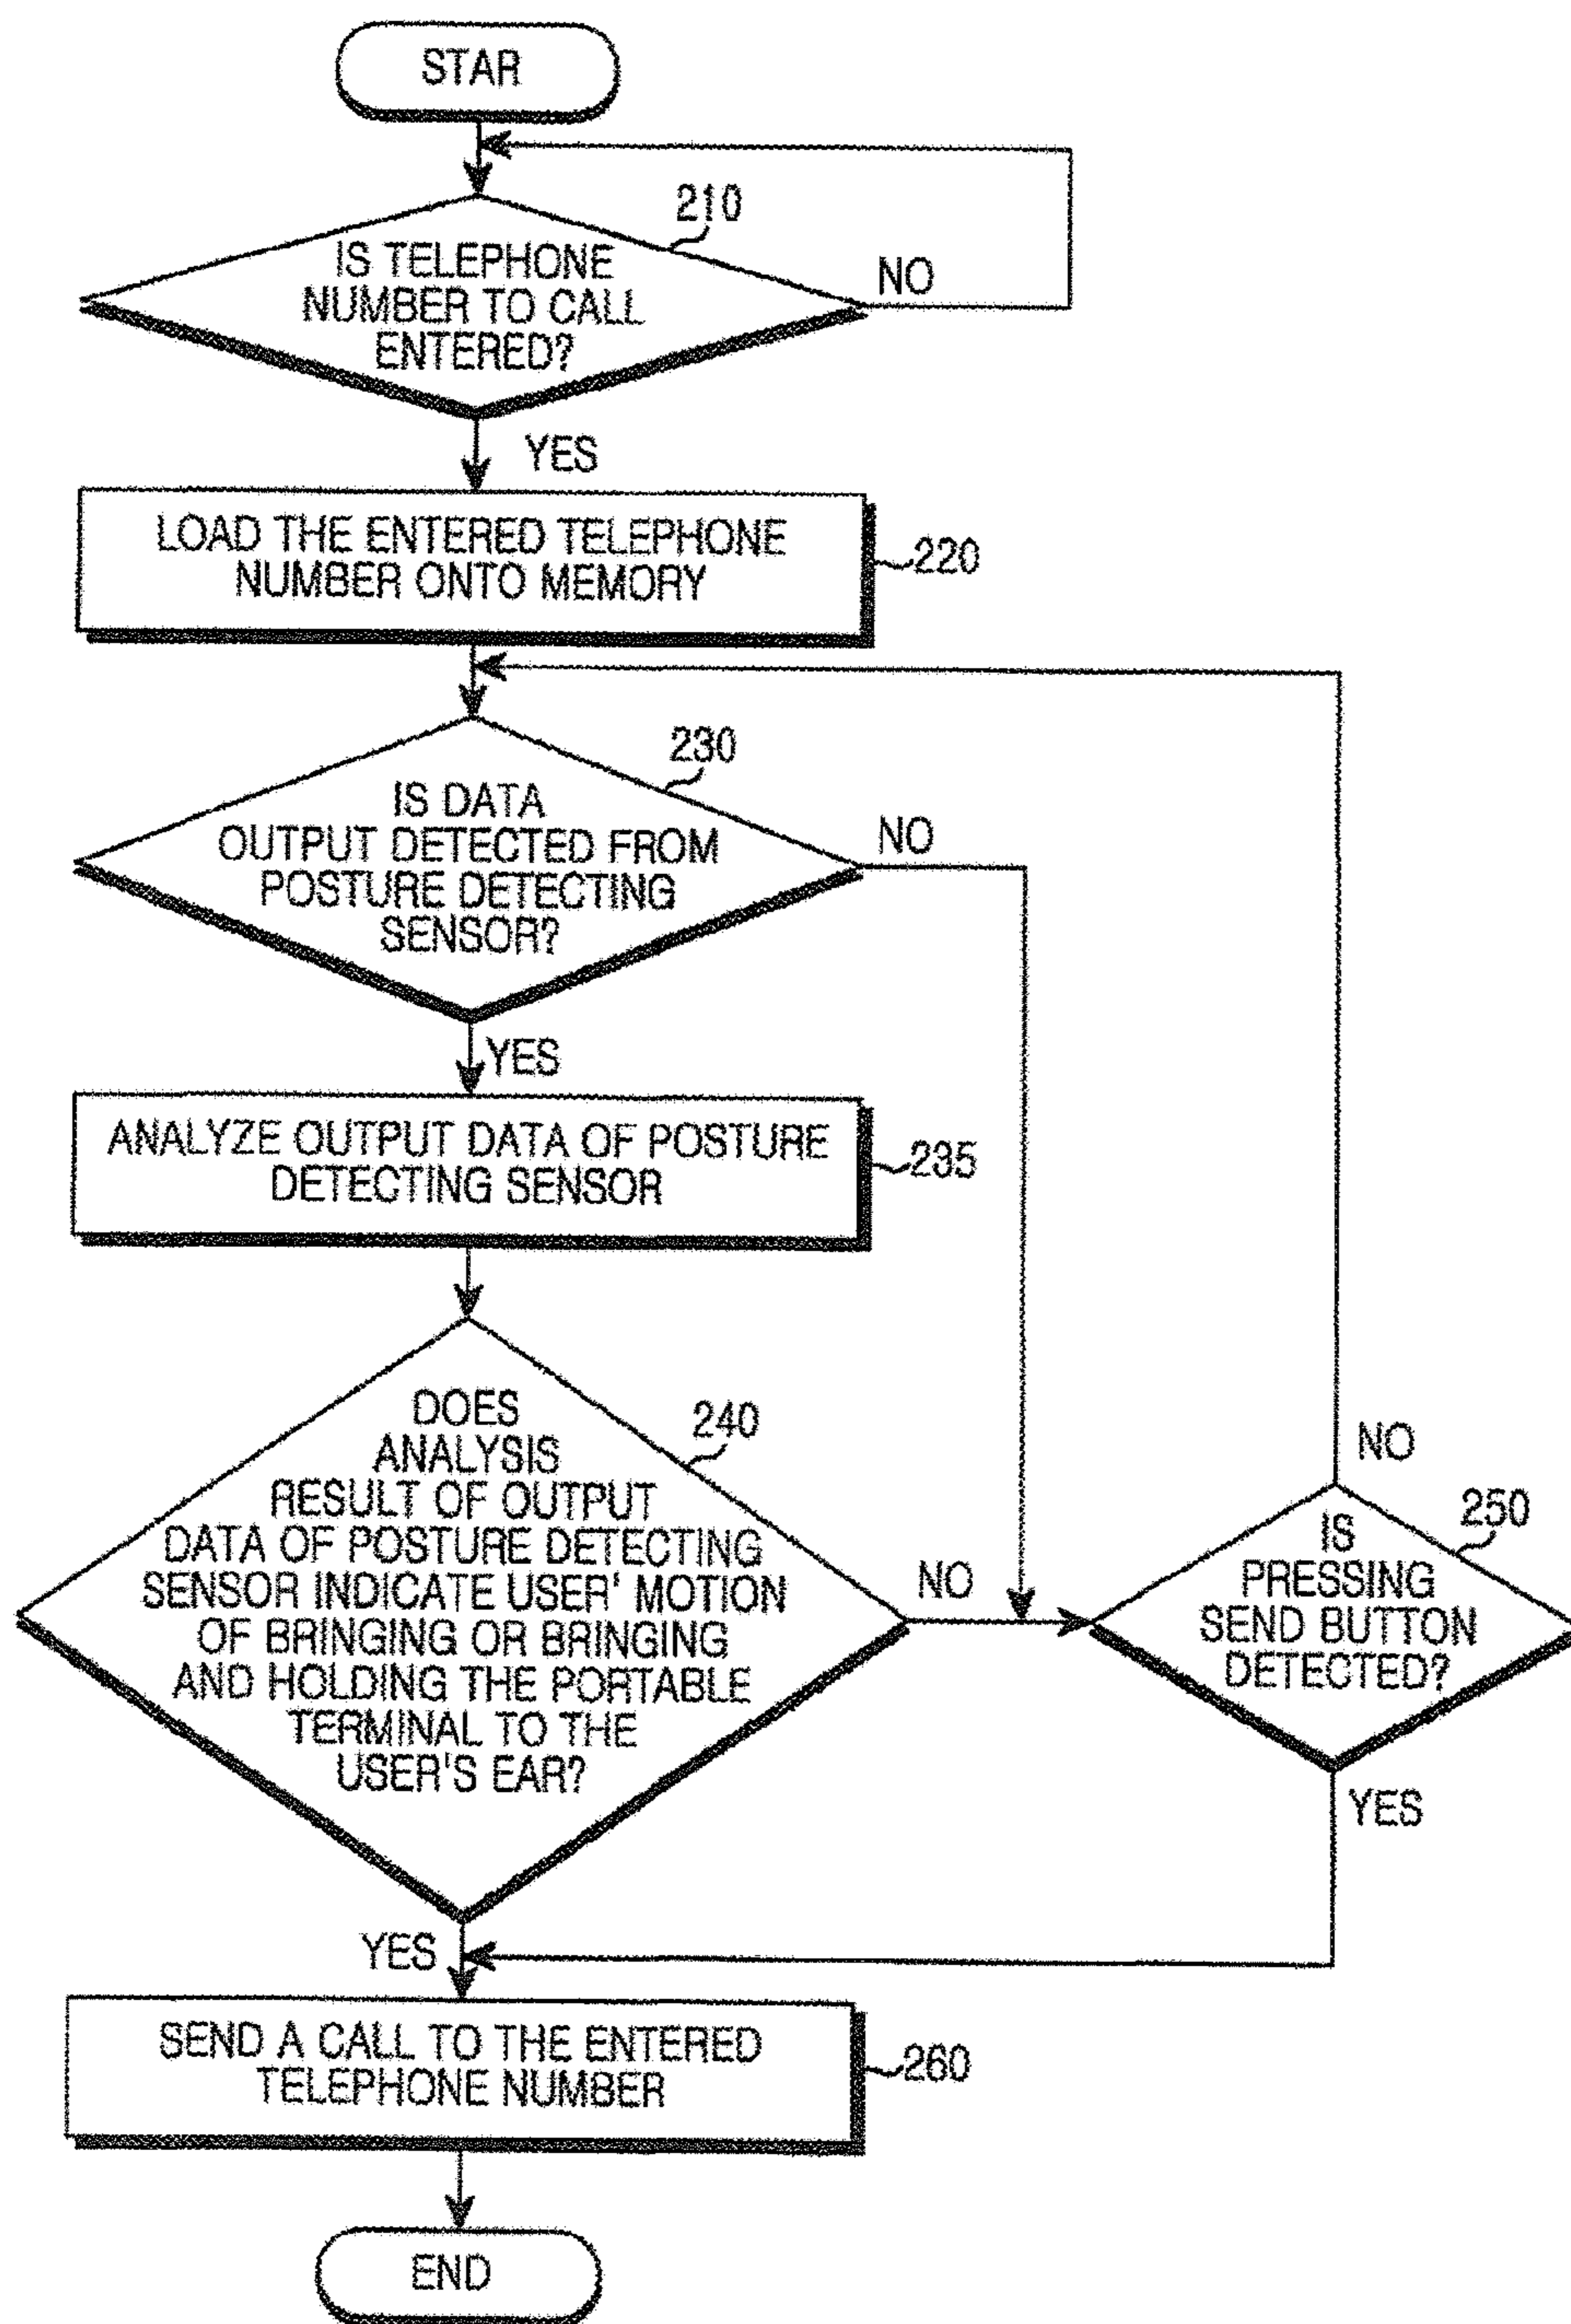 STAR
210
IS TELEPHONE
NUMBER TO CALL
ENTERED?
NO
YES
LOAD THE ENTERED TELEPHONE
NUMBER ONTO MEMORY
220
230
IS DATA
OUTPUT DETECTED FROM
POSTURE DETECTING
SENSOR?
NO
YES
ANALYZE OUTPUT DATA OF POSTURE
DETECTING SENSOR
235
240
DOES
ANALYSIS
RESULT OF OUTPUT
DATA OF POSTURE DETECTING
SENSOR INDICATE USER' MOTION
OF BRINGING OR BRINGING
AND HOLDING THE PORTABLE
TERMINAL TO THE
USER'S EAR?
NO
YES
NO
250
IS
PRESSING
SEND BUTTON
DETECTED?
YES
SEND A CALL TO THE ENTERED
TELEPHONE NUMBER
260
END